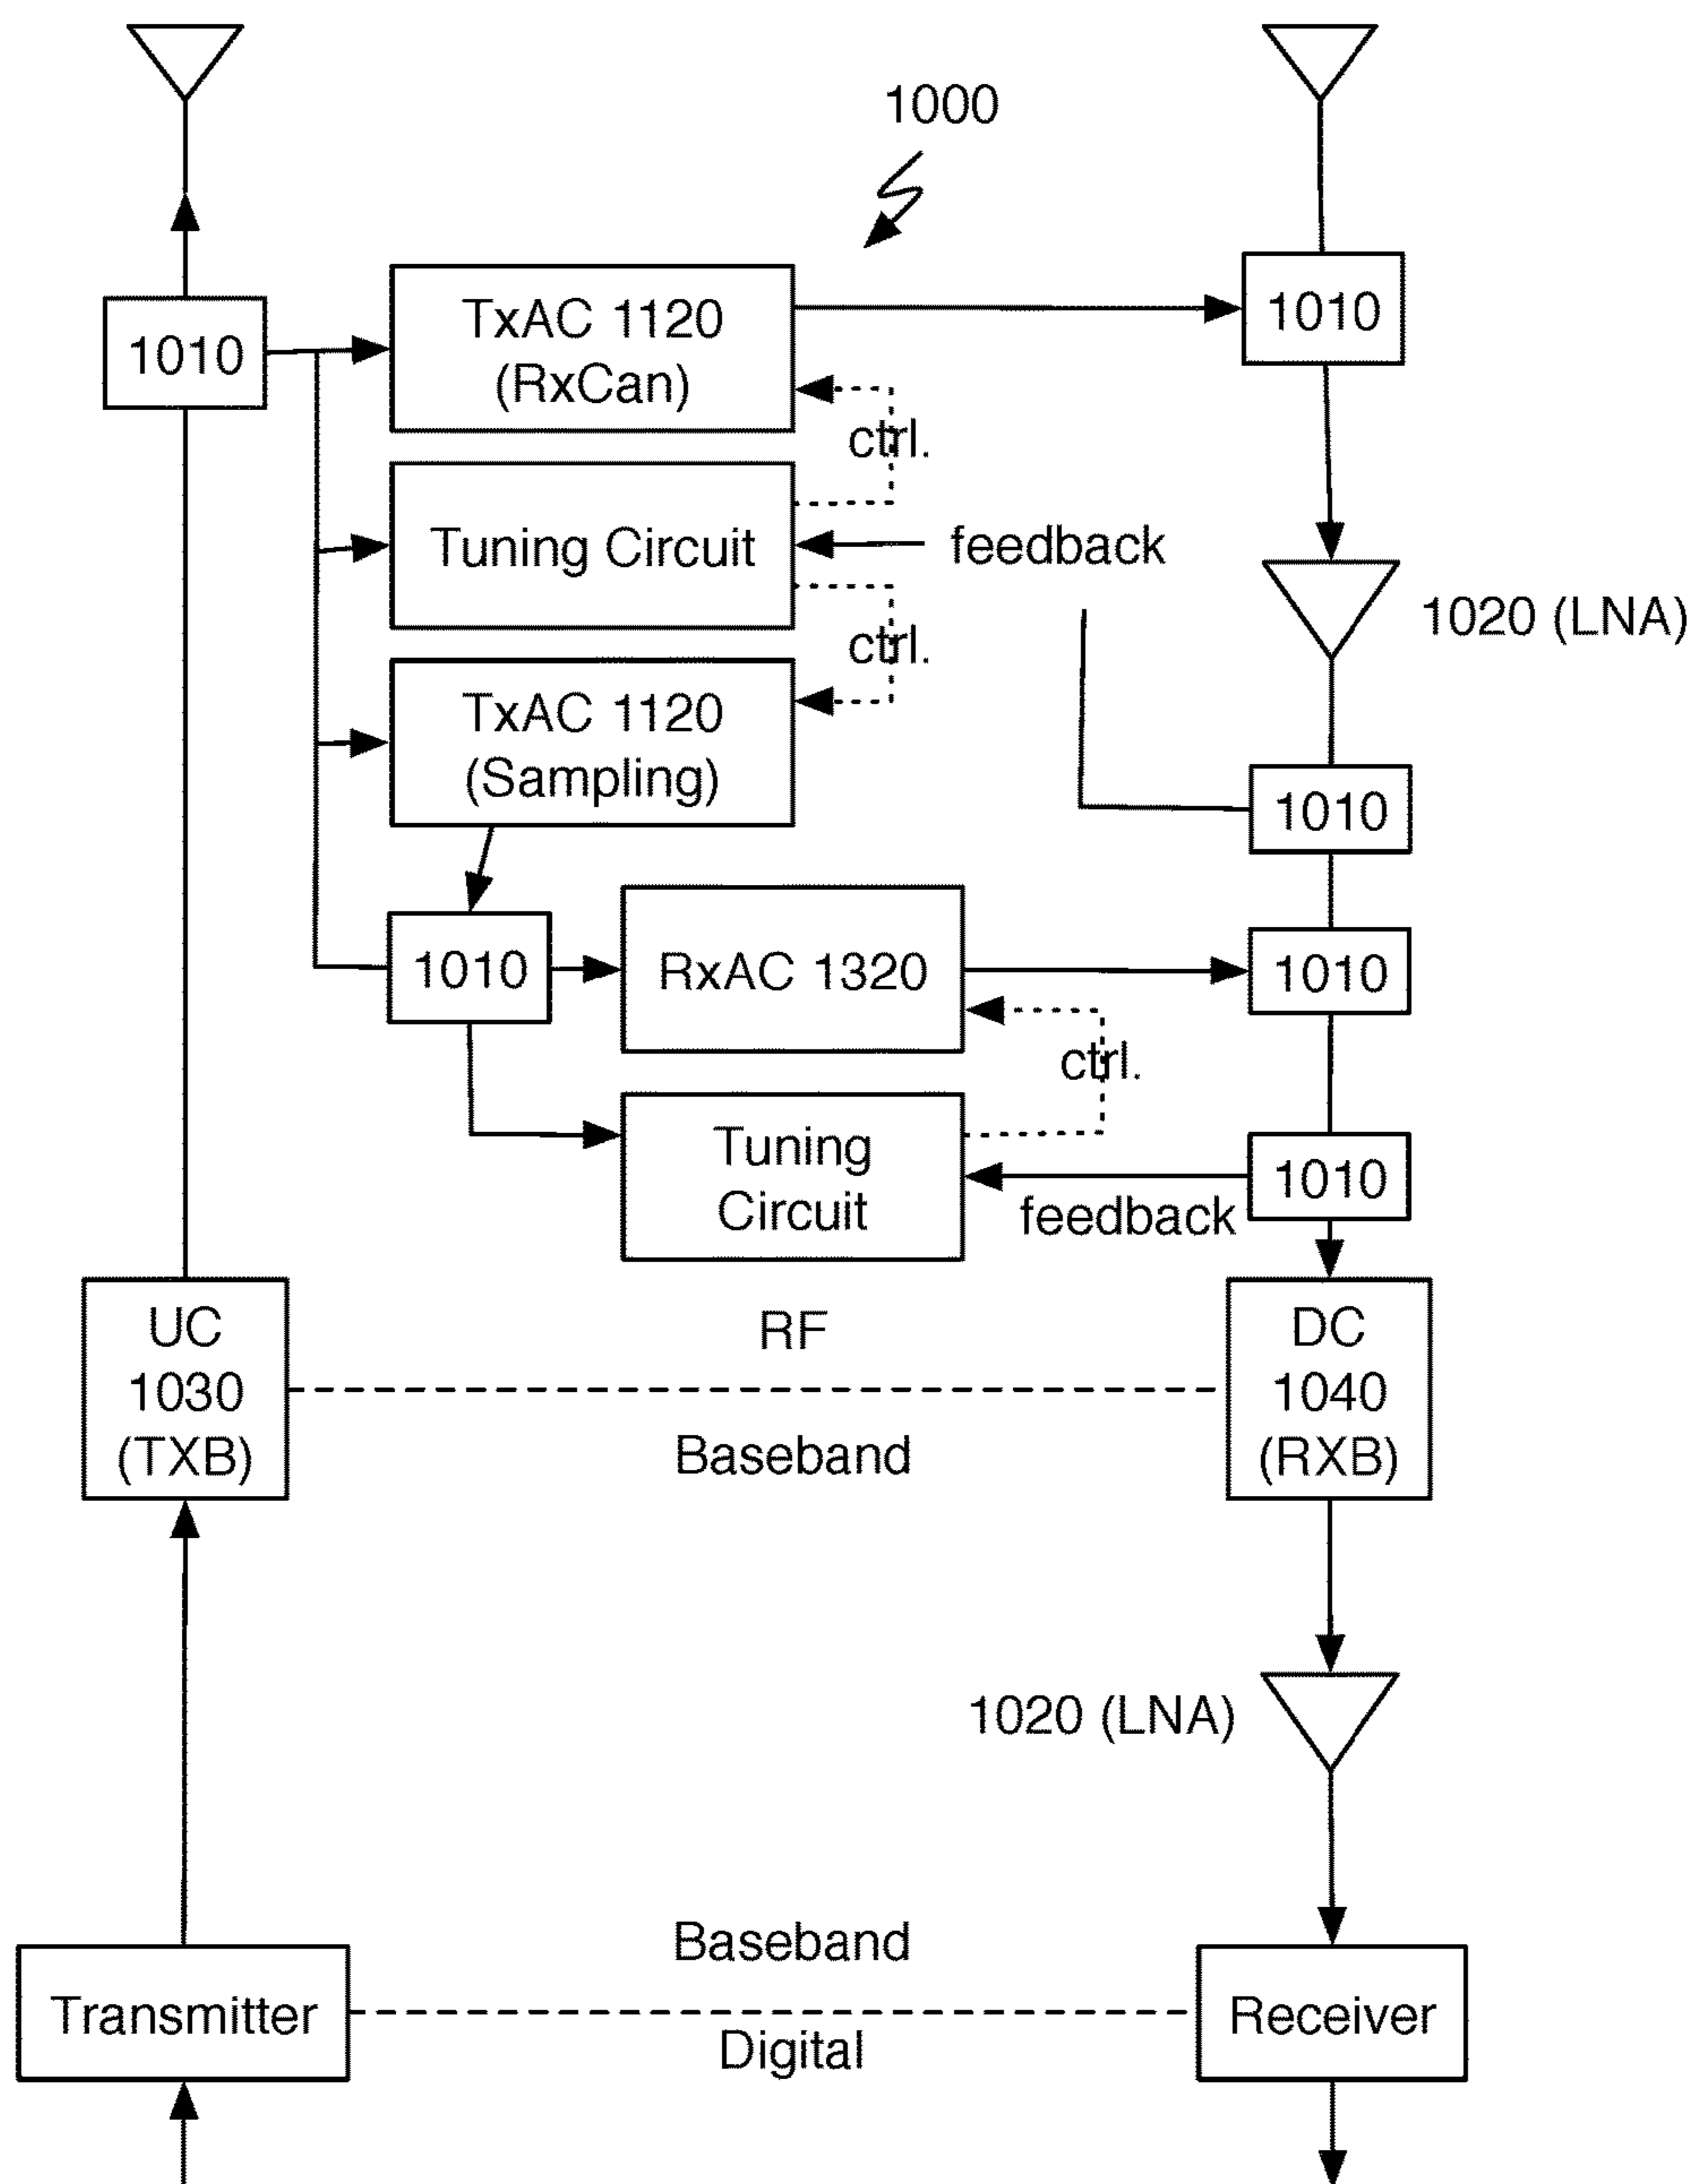 1000
TxAC 1120
(RxCan)
1010
1010
ctrl.
Tuning Circuit
feedback
1020 (LNA)
ctrl.
TxAC 1120
(Sampling)
1010
1010
RxAC 1320
1010
ctrl.
Tuning
Circuit
1010
feedback
UC
1030
(TXB)
RF
Baseband
DC
1040
(RXB)
1020 (LNA)
Baseband
Transmitter
Receiver
Digital